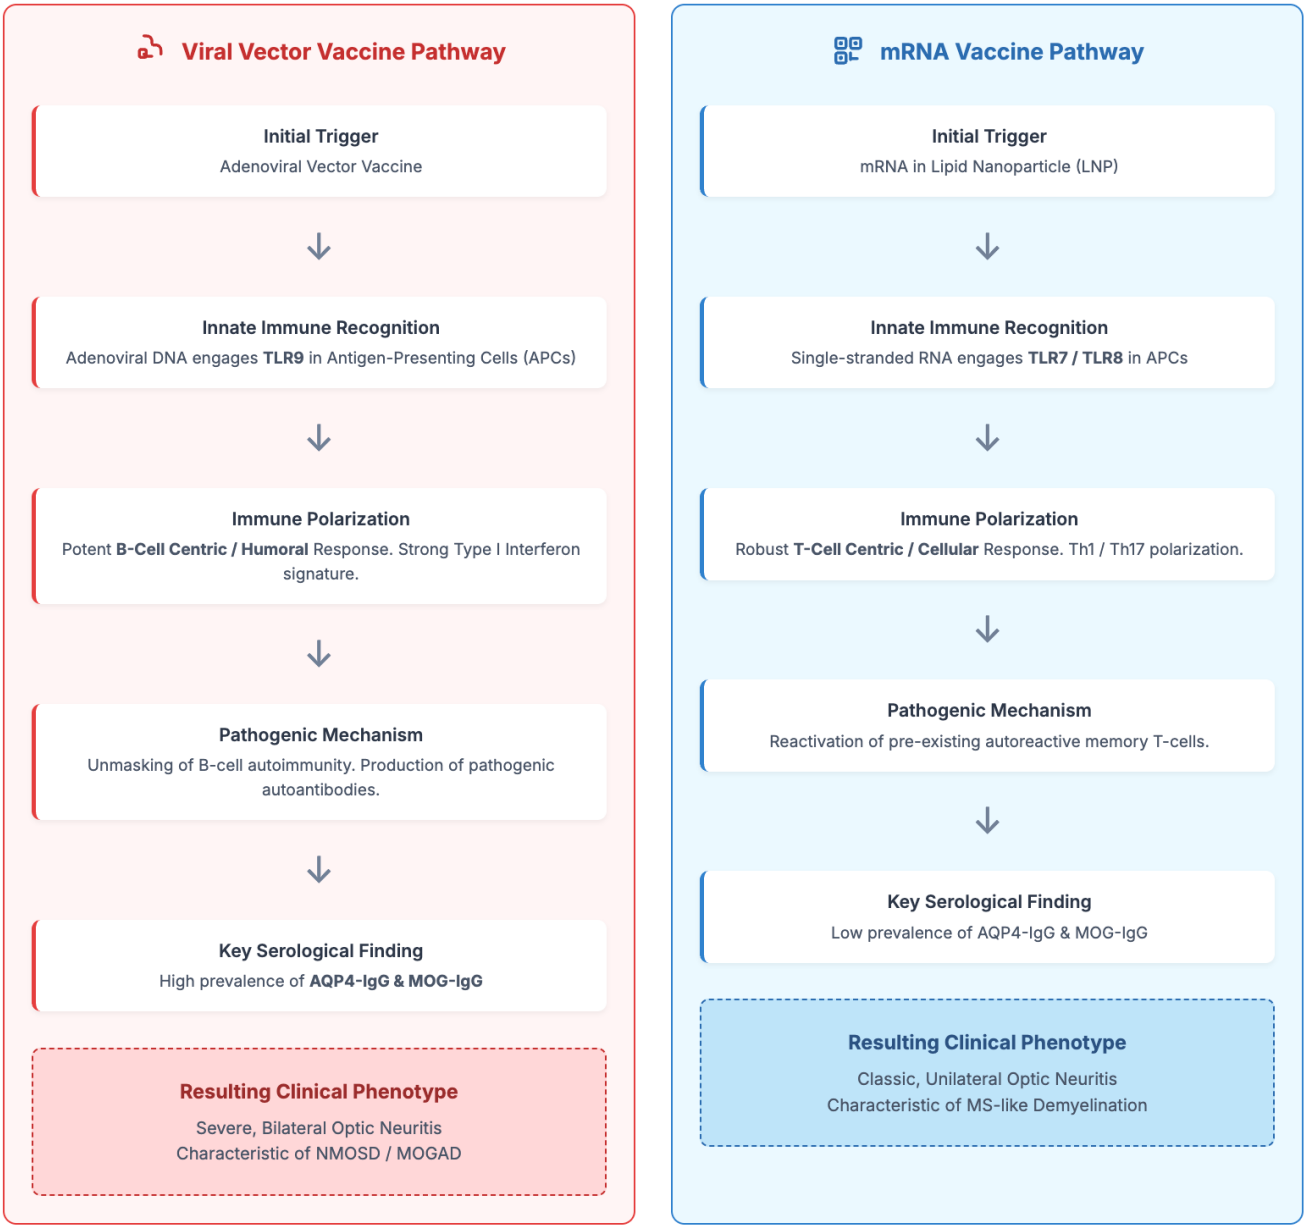 Viral Vector Vaccine Pathway
Initial Trigger
Adenoviral Vector Vaccine
Innate Immune Recognition
Adenoviral DNA engages TLR9 in Antigen-Presenting Cells (APCs)
Immune Polarization
Potent B-Cell Centric / Humoral Response. Strong Type I Interferon
signature.
Pathogenic Mechanism
Unmasking of B-cell autoimmunity. Production of pathogenic
autoantibodies.
Key Serological Finding
High prevalence of AQP4-IgG & MOG-IgG
Resulting Clinical Phenotype
Severe, Bilateral Optic Neuritis
Characteristic of NMOSD / MOGAD
mRNA Vaccine Pathway
Initial Trigger
mRNA in Lipid Nanoparticle (LNP)
Innate Immune Recognition
Single-stranded RNA engages TLR7 / TLR8 in APCs
Immune Polarization
Robust T-Cell Centric / Cellular Response. Th1 / Th17 polarization.
Pathogenic Mechanism
Reactivation of pre-existing autoreactive memory T-cells.
Key Serological Finding
Low prevalence of AQP4-IgG & MOG-IgG
Resulting Clinical Phenotype
Classic, Unilateral Optic Neuritis
Characteristic of MS-like Demyelination